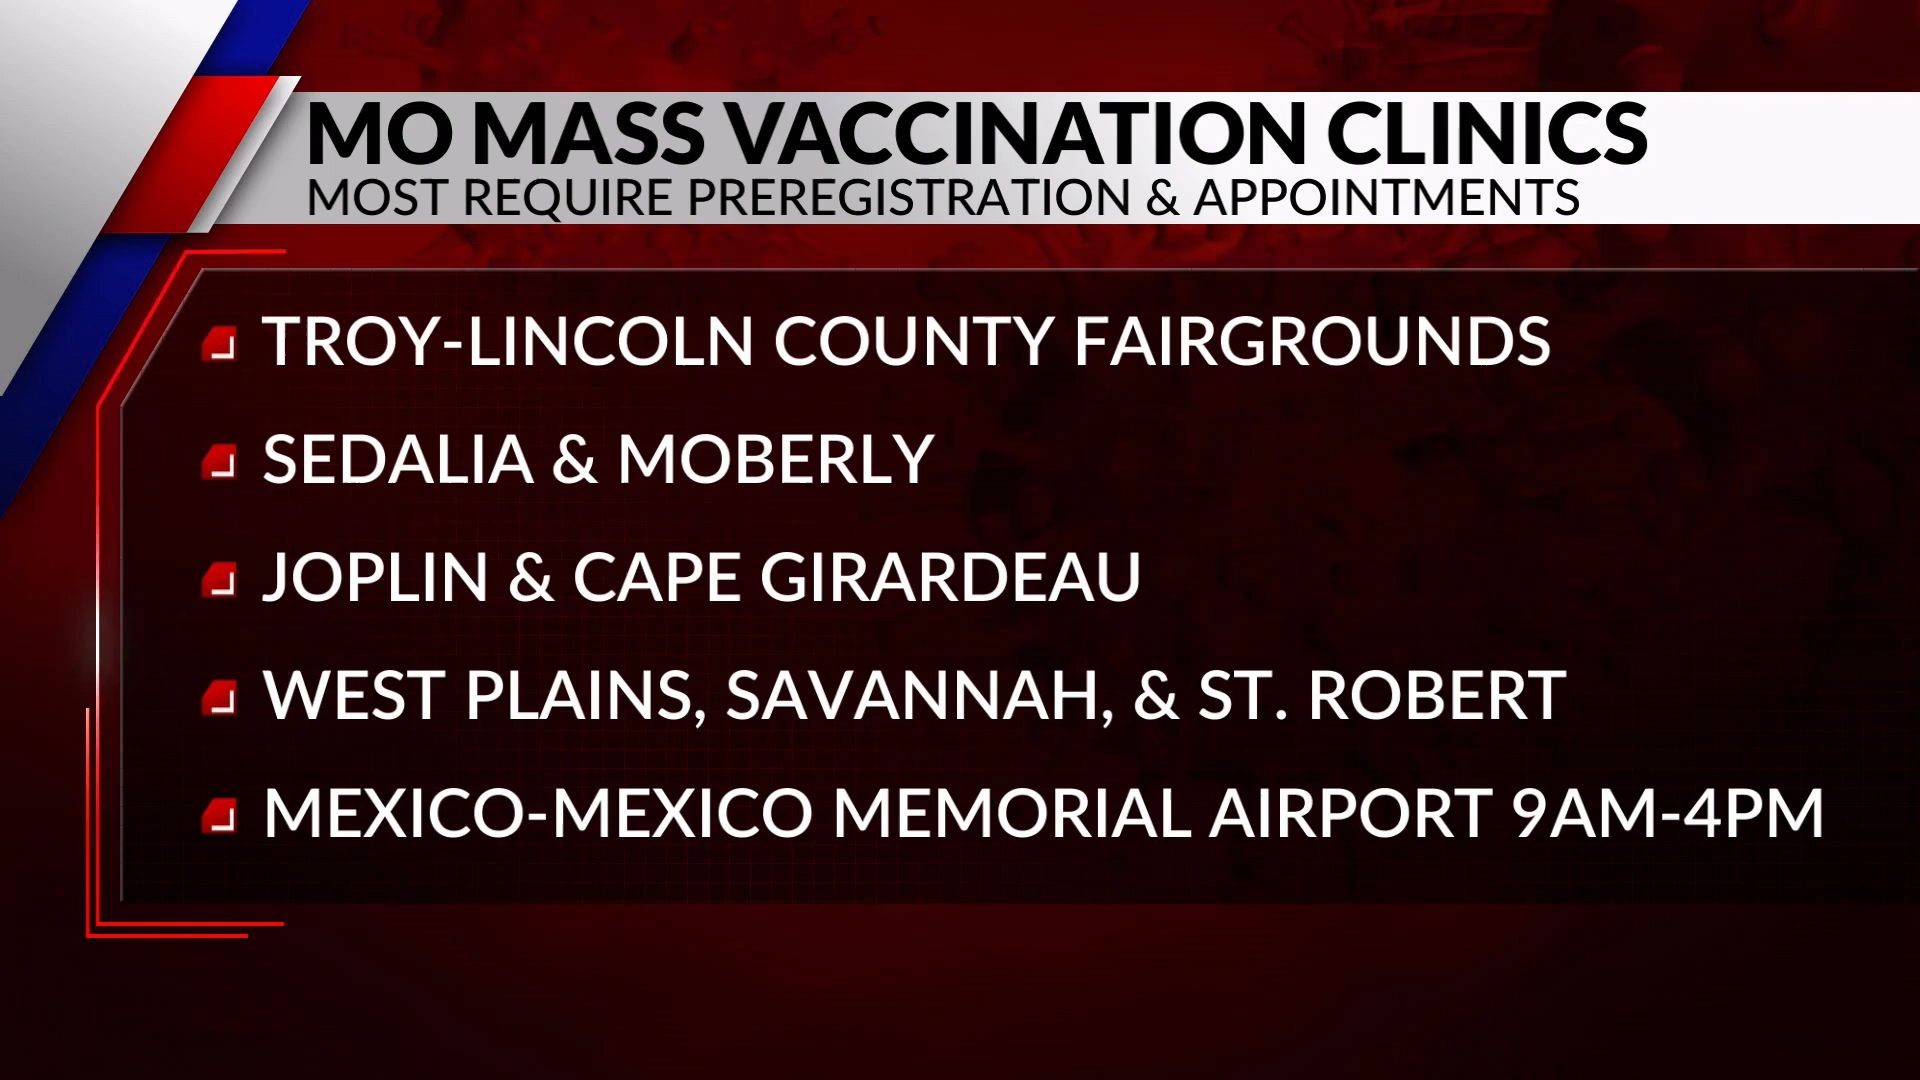 MO MASS VACCINATION CLINICS
MOST REQUIRE PREREGISTRATION & APPOINTMENTS
TROY-LINCOLN COUNTY FAIRGROUNDS
SEDALIA & MOBERLY
JOPLIN & CAPE GIRARDEAU
WEST PLAINS, SAVANNAH, & ST. ROBERT
MEXICO-MEXICO MEMORIAL AIRPORT 9AM-4PM